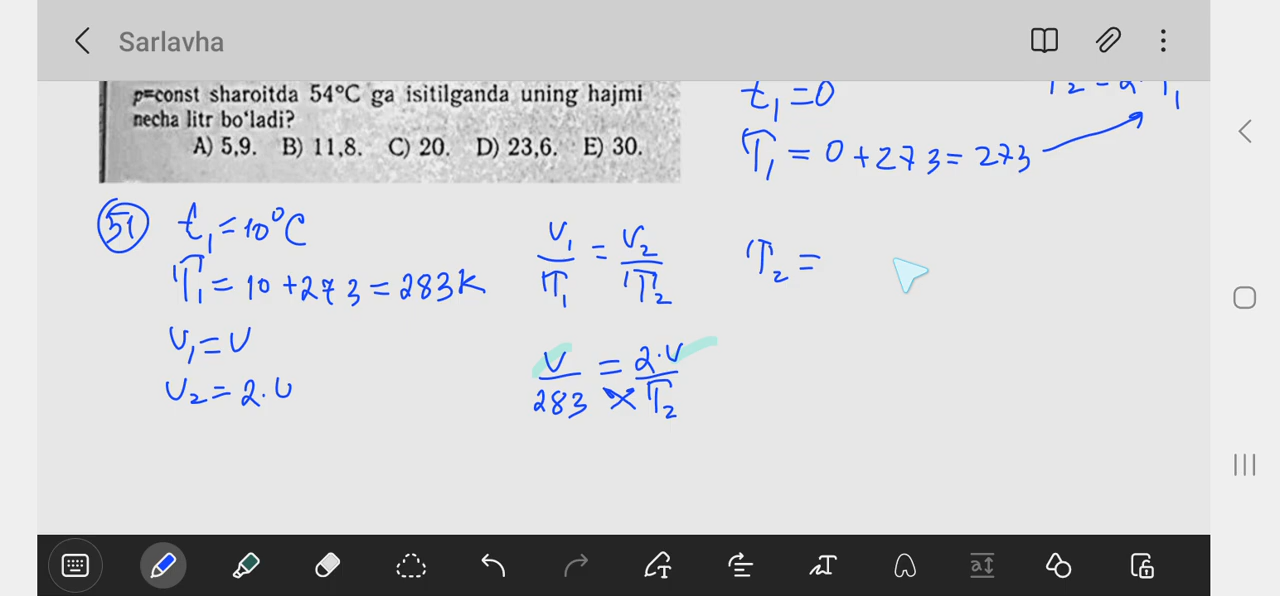 Sarlavha
p=const sharoitda 54°C ga isitilganda uning hajmi
necha litr bo'ladi?
A) 5,9. B) 11,8. C) 20. D) 23,6. E) 30.
t₁ = 0
T₁ = 0 + 273 = 273
51 t₁ = 10°C
T₁ = 10 + 273 = 283K
V₁ = V
V₂ = 2·V
V₁/T₁ = V₂/T₂
V/283 × 2·V/T₂
T₂ =